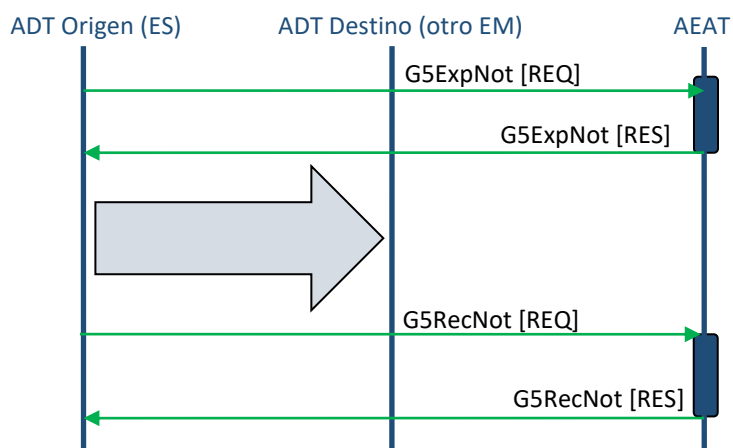 ADT Origen (ES) ADT Destino (otro EM) AEAT
G5ExpNot [REQ]
G5ExpNot [RES]
G5RecNot [REQ]
G5RecNot [RES]